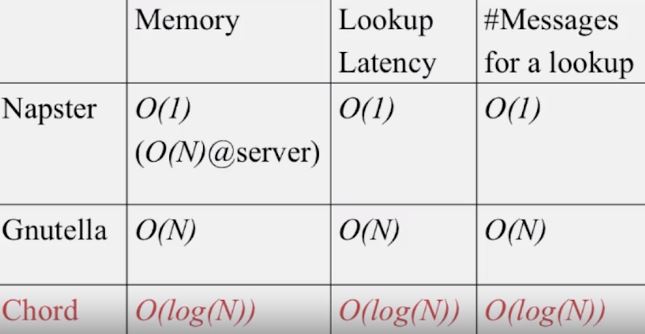 Memory
Lookup
Latency
#Messages
for a lookup
Napster
O(1)
(O(N)@server)
O(1)
O(1)
Gnutella
O(N)
O(N)
O(N)
Chord
O(log(N))
O(log(N))
O(log(N))